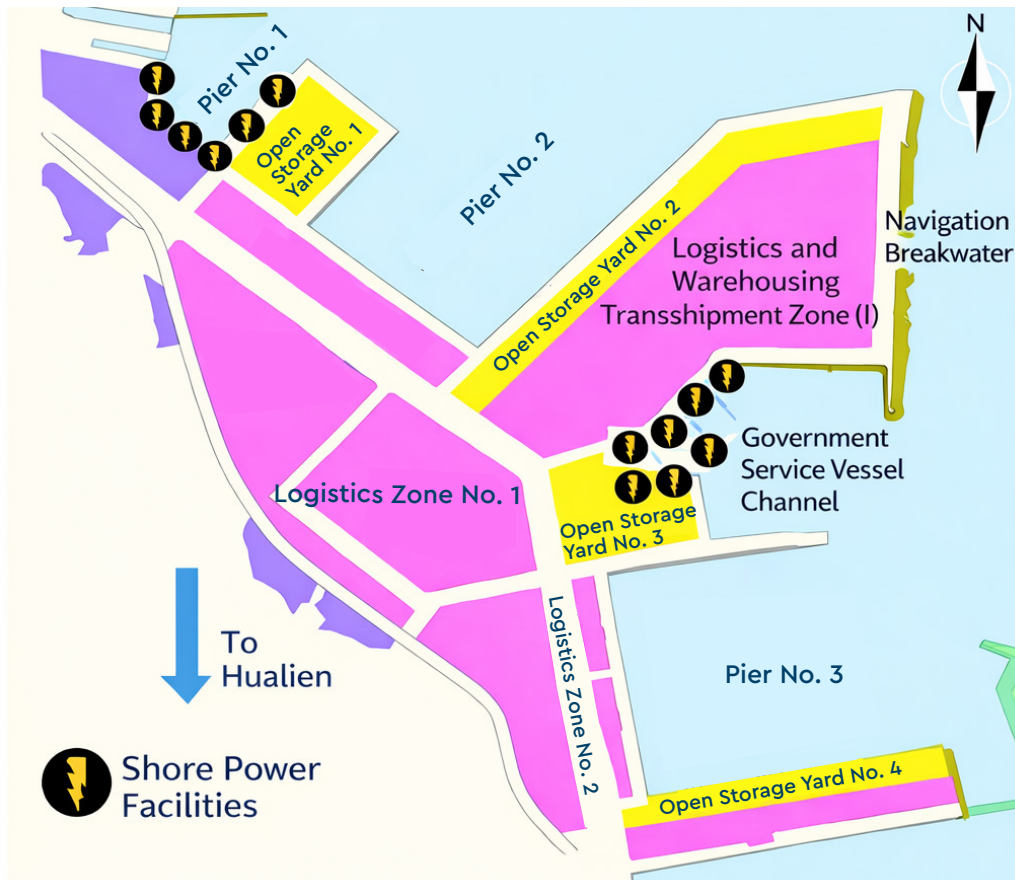 N
Pier No. 1
Open
Storage
Yard No. 1
Pier No. 2
Open Storage Yard No. 2
Navigation
Breakwater
Logistics and
Warehousing
Transshipment Zone (I)
Government
Service Vessel
Channel
Logistics Zone No. 1
Open Storage
Yard No. 3
Logistics Zone No. 2
To
Hualien
Pier No. 3
Shore Power
Facilities
Open Storage Yard No. 4